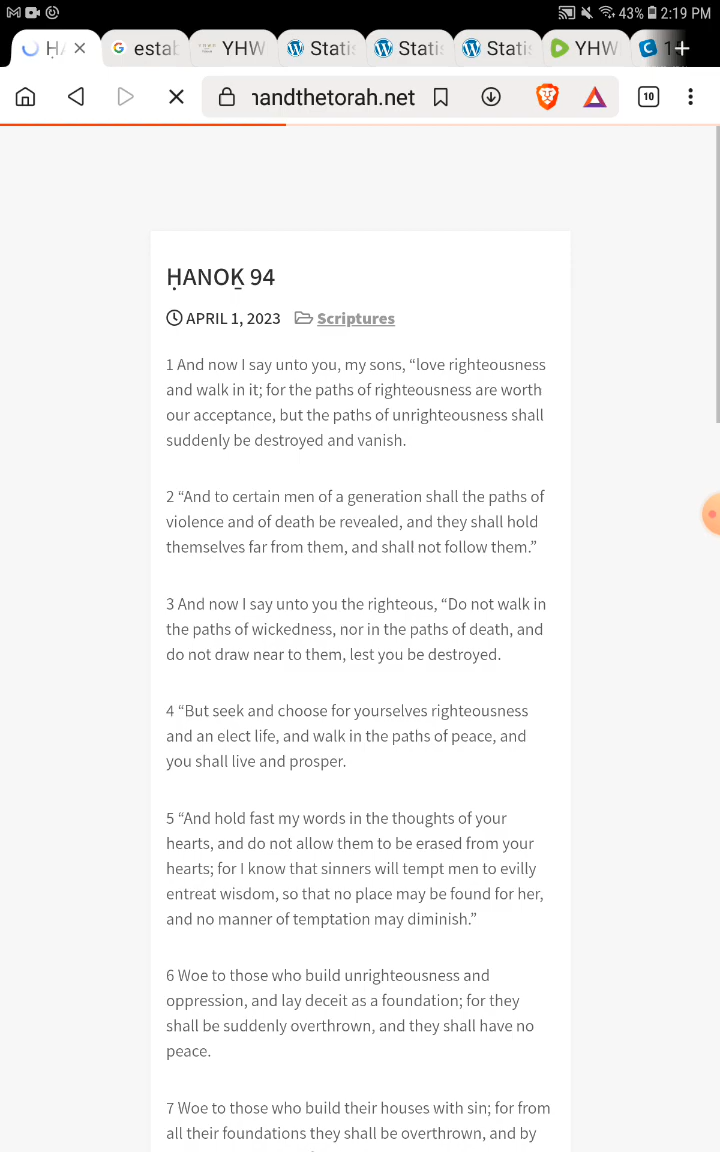 43% 2:19 PM
H estab YHW Statis Statis Statis YHW 1
nandthetorah.net 10
ḤANOḴ 94
APRIL 1, 2023 Scriptures
1 And now I say unto you, my sons, “love righteousness
and walk in it; for the paths of righteousness are worth
our acceptance, but the paths of unrighteousness shall
suddenly be destroyed and vanish.
2 “And to certain men of a generation shall the paths of
violence and of death be revealed, and they shall hold
themselves far from them, and shall not follow them.”
3 And now I say unto you the righteous, “Do not walk in
the paths of wickedness, nor in the paths of death, and
do not draw near to them, lest you be destroyed.
4 “But seek and choose for yourselves righteousness
and an elect life, and walk in the paths of peace, and
you shall live and prosper.
5 “And hold fast my words in the thoughts of your
hearts, and do not allow them to be erased from your
hearts; for I know that sinners will tempt men to evilly
entreat wisdom, so that no place may be found for her,
and no manner of temptation may diminish.”
6 Woe to those who build unrighteousness and
oppression, and lay deceit as a foundation; for they
shall be suddenly overthrown, and they shall have no
peace.
7 Woe to those who build their houses with sin; for from
all their foundations they shall be overthrown, and by